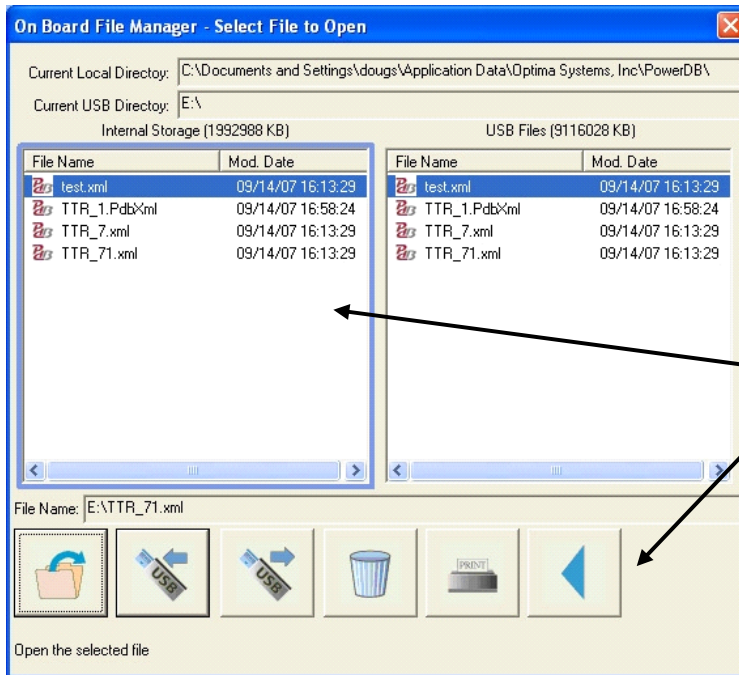 On Board File Manager - Select File to Open
Current Local Directoy: C:\Documents and Settings\dougs\Application Data\Optima Systems, Inc\PowerDB\
Current USB Directoy: E:\
Internal Storage (1992988 KB) USB Files (9116028 KB)
File Name Mod. Date File Name Mod. Date
test.xml 09/14/07 16:13:29 test.xml 09/14/07 16:13:29
TTR_1.PdbXml 09/14/07 16:58:24 TTR_1.PdbXml 09/14/07 16:58:24
TTR_7.xml 09/14/07 16:13:29 TTR_7.xml 09/14/07 16:13:29
TTR_71.xml 09/14/07 16:13:29 TTR_71.xml 09/14/07 16:13:29
File Name: E:\TTR_71.xml
USB USB PRINT
Open the selected file